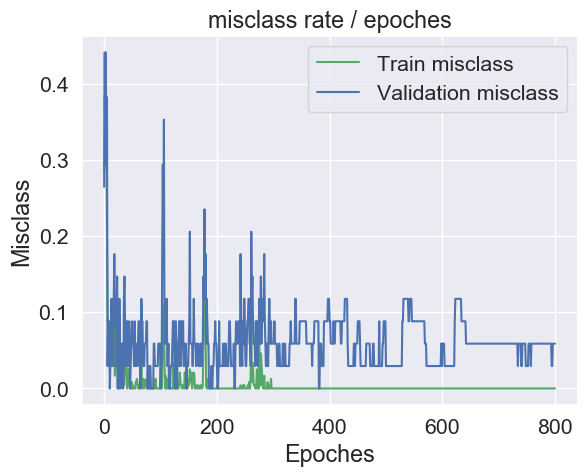 misclass rate / epoches
Train misclass
Validation misclass
0.4
0.3
0.2
0.1
0.0
Misclass
0
200
400
600
800
Epoches